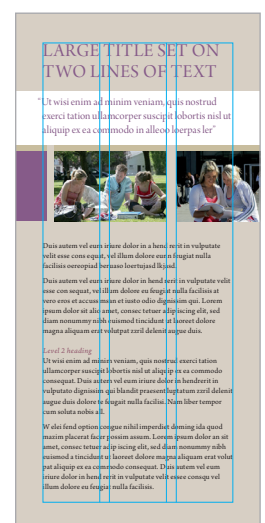 LARGE TITLE SET ON
TWO LINES OF TEXT
"Ut wisi enim ad minim veniam, quis nostrud
exerci tation ullamcorper suscipit lobortis nisl ut
aliquip ex ea commodo in alleoo loerpas ler"
Duis autem vel eum iriure dolor in a hend rerit in vulputate
velit esse cons equat, vel illum dolore eu n feugiat nulla
facilisis oereopiad beruaso loertujasd lkjasd
Duis autem vel eum iriure dolor in hend rerit in vulputate velit
esse con sequat, vel illum dolore eu feugiat nulla facilisis at
vero eros et accusmsan et iusto odio dignissim qui. Lorem
ipsum dolor sit alic amet, consec tetuer adipiscing elit, sed
diam nonummy nibh euismod tincidunt ut laoreet dolore
magna aliquam erat volutpat zzril delenit augue duis.
Level 2 heading
Ut wisi enim ad minim veniam, quis nostrud exerci tation
ullamcorper suscipit lobortis nisl ut aliquip ex ea commodo
consequat. Duis autem vel eum iriure dolor in hendrerit in
vulputato dignissim qui blandit praesent luptatum zzril delenit
augue duis dolore te feugait nulla facilisi. Nam liber tempor
cum soluta nobis all.
W elei fend option congue nihil imperdiet doming ida quod
maxim placerat facer possim assum. Lorem ipsum dolor an sit
amet, consec tetuer adip iscing elit, sed diam nonummy nibh
euismod a tincidunt ut laoreet dolore magna aliquam erat volut
pat aliquip ex ea commodo consequat. Duis autem vel eum
iriure dolor in hend rerit in vulputate velit essee consqu vel
illum dolore eu feugiat nulla facilisis.